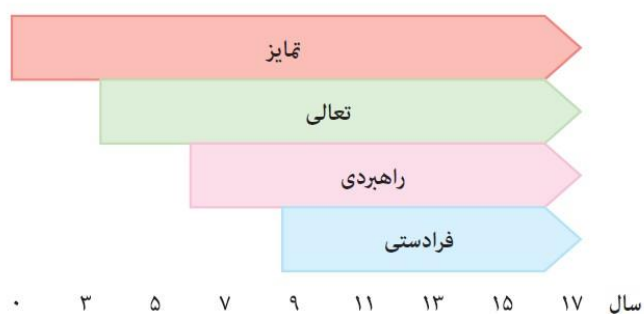 تمایز
تعالی
راهبردی
فرادستی
۰ ۳ ۵ ۷ ۹ ۱۱ ۱۳ ۱۵ ۱۷ سال